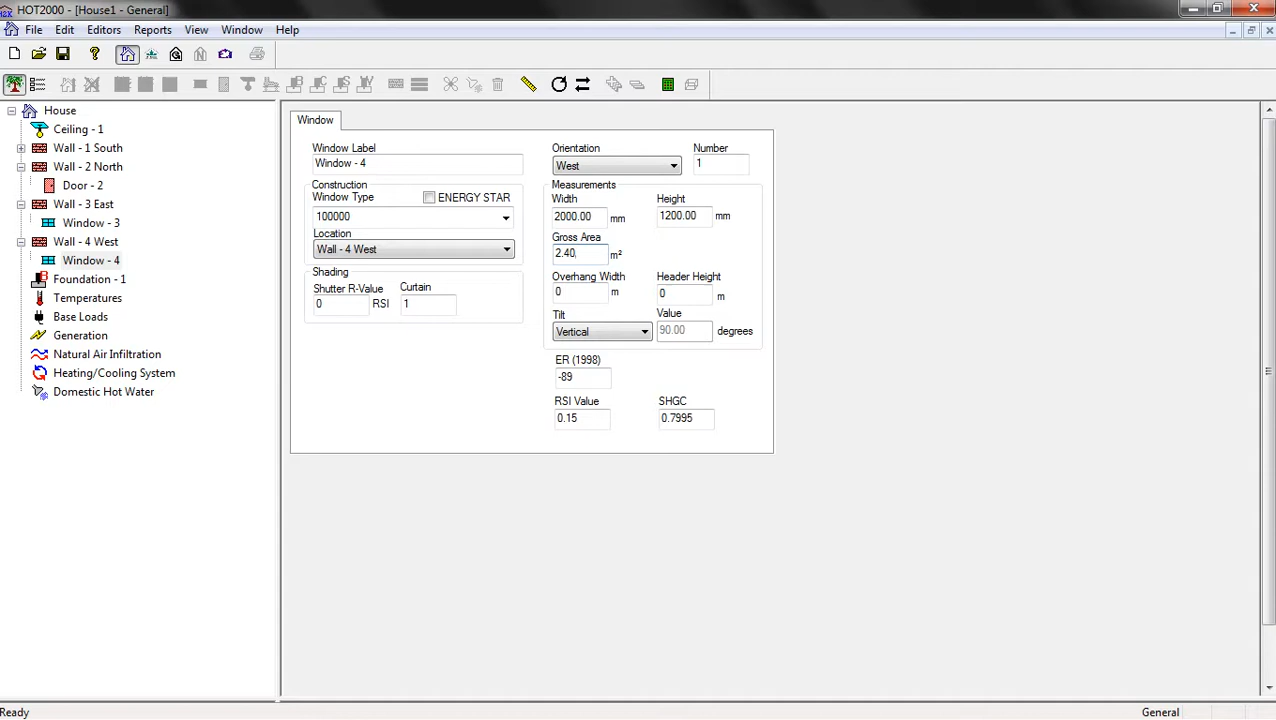 HOT2000 - [House1 - General]
File Edit Editors Reports View Window Help
House
Ceiling - 1
Wall - 1 South
Wall - 2 North
Door - 2
Wall - 3 East
Window - 3
Wall - 4 West
Window - 4
Foundation - 1
Temperatures
Base Loads
Generation
Natural Air Infiltration
Heating/Cooling System
Domestic Hot Water
Window
Window Label
Window - 4
Construction
Window Type
ENERGY STAR
100000
Location
Wall - 4 West
Shading
Shutter R-Value
Curtain
0 RSI
1
Orientation
Number
West
1
Measurements
Width
Height
2000.00 mm
1200.00 mm
Gross Area
2.40 m²
Overhang Width
Header Height
0 m
0 m
Tilt
Value
Vertical
90.00 degrees
ER (1998)
-89
RSI Value
SHGC
0.15
0.7995
Ready
General